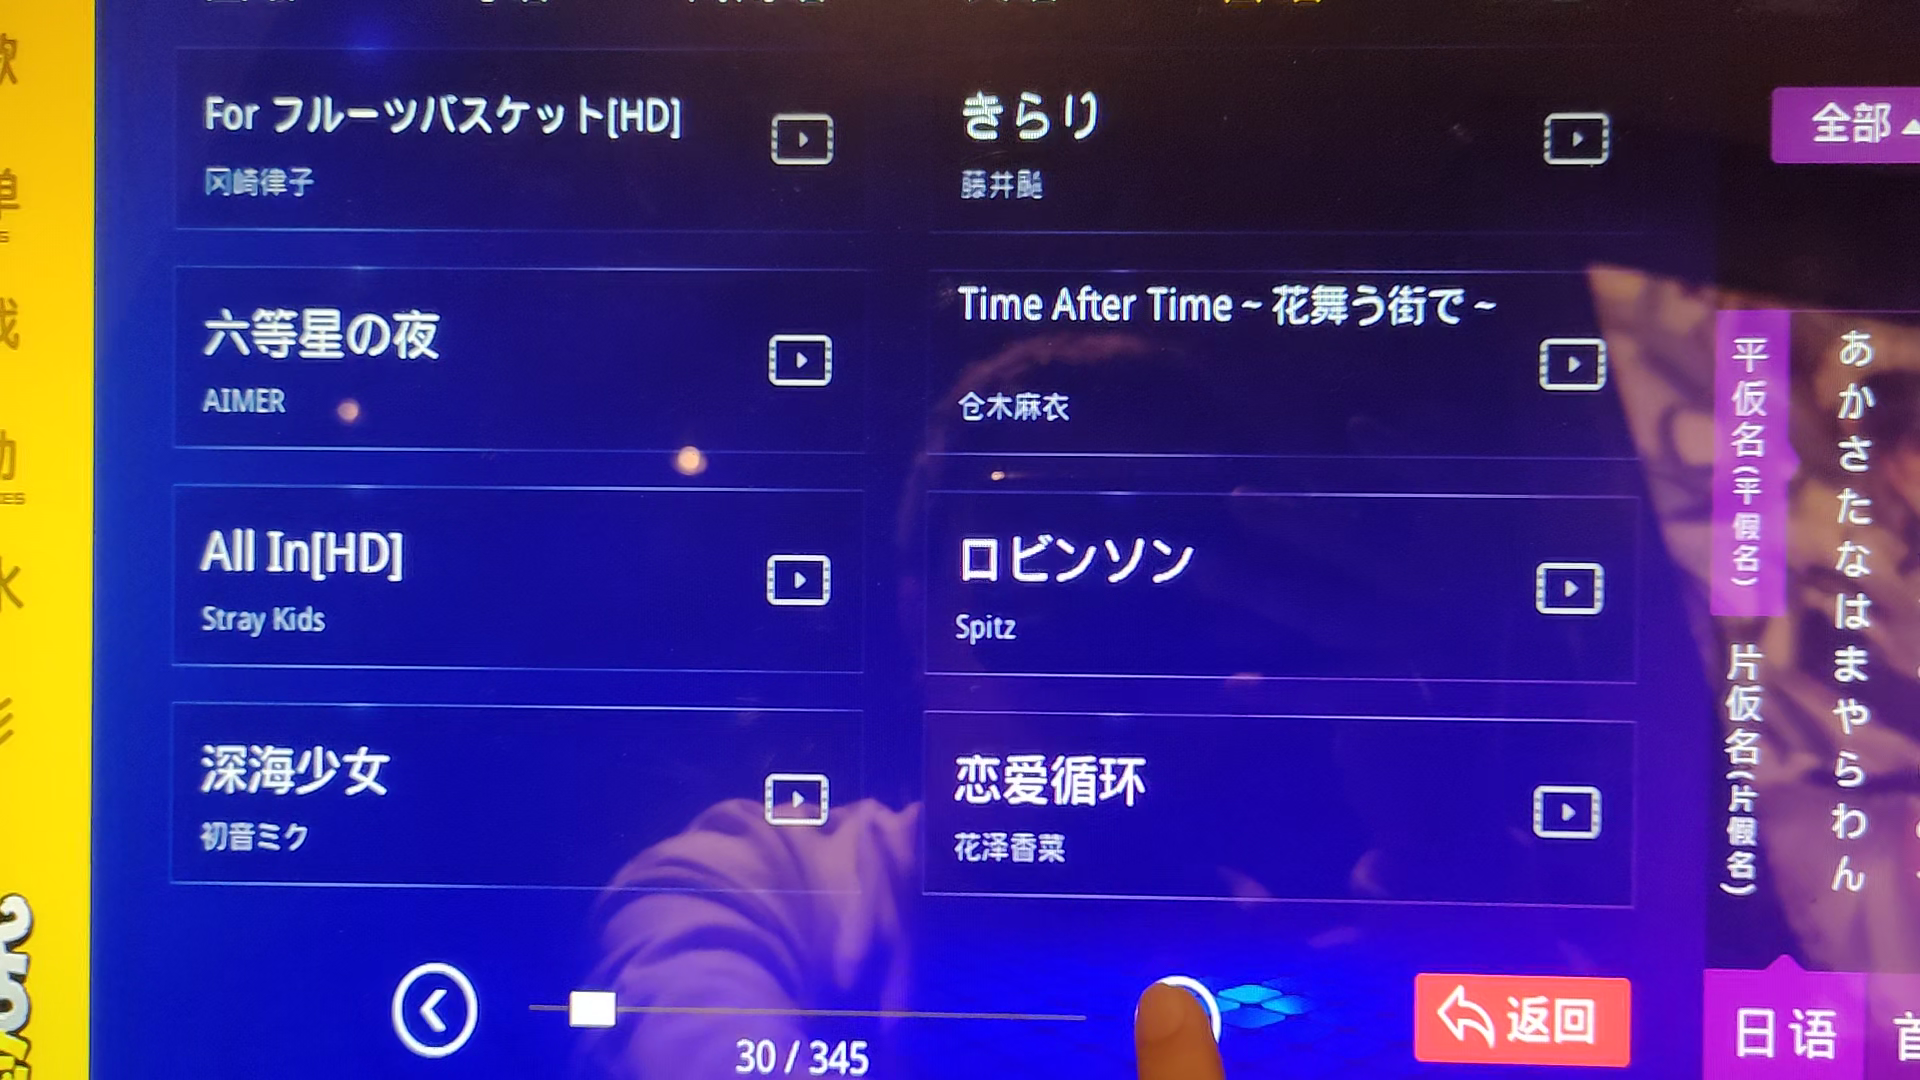 For フルーツバスケット[HD]
冈崎律子
きらり
藤井颱
六等星の夜
AIMER
Time After Time ~ 花舞う街で ~
仓木麻衣
All In[HD]
Stray Kids
ロビンソン
Spitz
深海少女
初音ミク
恋爱循环
花泽香菜
30 / 345
返回
全部
平仮名(平假名)
片仮名(片假名)
あかさたなはまやらわん
日语